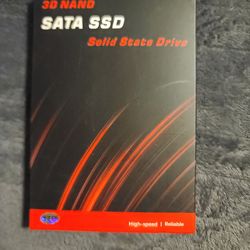 3D NAND
SATA SSD
Solid State Drive
High-speed | Reliable